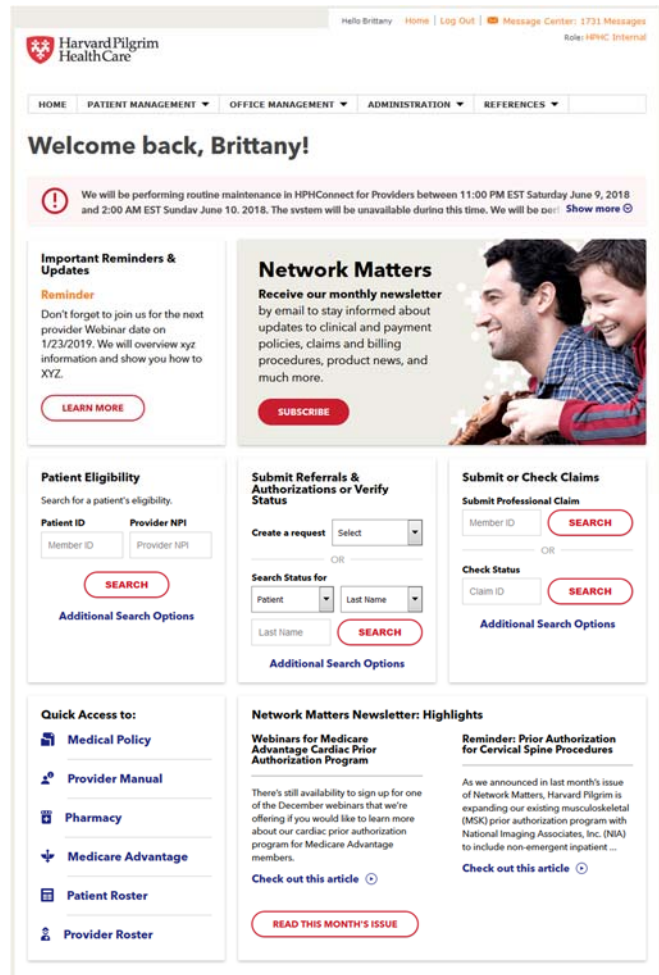 Hello Brittany Home | Log Out | Message Center: 1731 Messages
Role: HPHC Internal
Harvard Pilgrim
HealthCare
HOME PATIENT MANAGEMENT OFFICE MANAGEMENT ADMINISTRATION REFERENCES
Welcome back, Brittany!
We will be performing routine maintenance in HPHConnect for Providers between 11:00 PM EST Saturday June 9, 2018
and 2:00 AM EST Sunday June 10, 2018. The system will be unavailable during this time. We will be Show more
Important Reminders &
Updates
Reminder
Don't forget to join us for the next
provider Webinar date on
1/23/2019. We will overview xyz
information and show you how to
XYZ.
LEARN MORE
Network Matters
Receive our monthly newsletter
by email to stay informed about
updates to clinical and payment
policies, claims and billing
procedures, product news, and
much more.
SUBSCRIBE
Patient Eligibility
Search for a patient's eligibility.
Patient ID Provider NPI
Member ID Provider NPI
SEARCH
Additional Search Options
Submit Referrals &
Authorizations or Verify
Status
Create a request Select
OR
Search Status for
Patient Last Name
Last Name SEARCH
Additional Search Options
Submit or Check Claims
Submit Professional Claim
Member ID SEARCH
OR
Check Status
Claim ID SEARCH
Additional Search Options
Quick Access to:
Medical Policy
Provider Manual
Pharmacy
Medicare Advantage
Patient Roster
Provider Roster
Network Matters Newsletter: Highlights
Webinars for Medicare
Advantage Cardiac Prior
Authorization Program
There's still availability to sign up for one
of the December webinars that we're
offering if you would like to learn more
about our cardiac prior authorization
program for Medicare Advantage
members.
Check out this article
Reminder: Prior Authorization
for Cervical Spine Procedures
As we announced in last month's issue
of Network Matters, Harvard Pilgrim is
expanding our existing musculoskeletal
(MSK) prior authorization program with
National Imaging Associates, Inc. (NIA)
to include non-emergent inpatient ...
Check out this article
READ THIS MONTH'S ISSUE